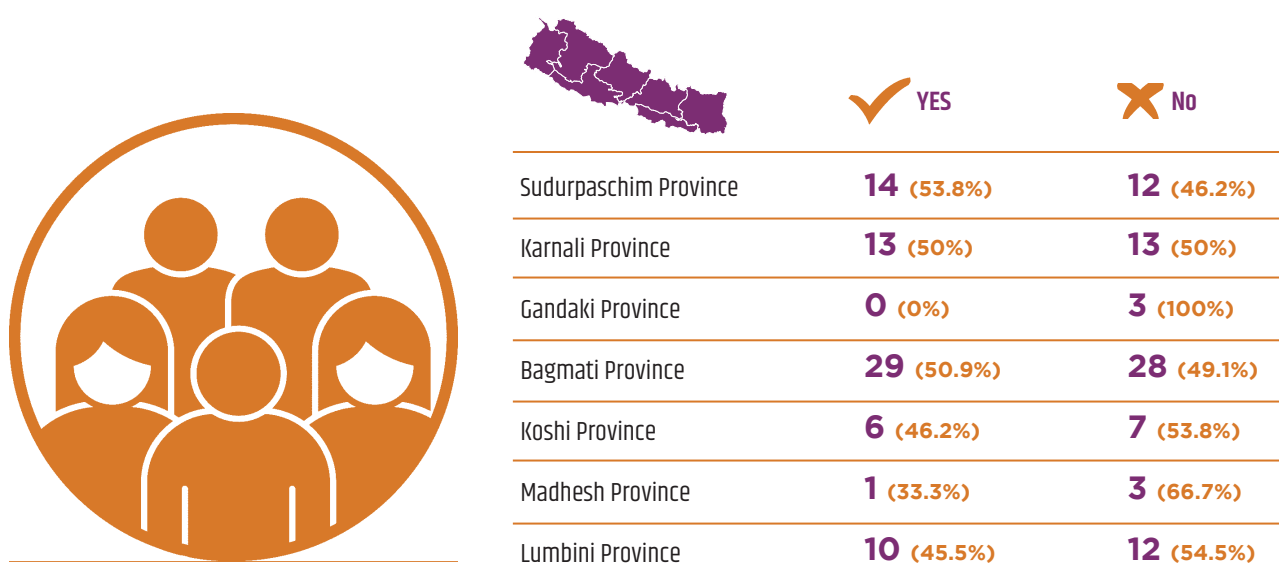 YES No
Sudurpaschim Province 14 (53.8%) 12 (46.2%)
Karnali Province 13 (50%) 13 (50%)
Gandaki Province 0 (0%) 3 (100%)
Bagmati Province 29 (50.9%) 28 (49.1%)
Koshi Province 6 (46.2%) 7 (53.8%)
Madhesh Province 1 (33.3%) 3 (66.7%)
Lumbini Province 10 (45.5%) 12 (54.5%)